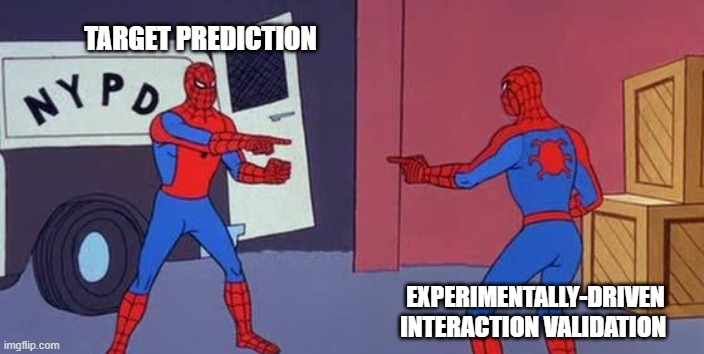 TARGET PREDICTION
NYPD
EXPERIMENTALLY-DRIVEN
INTERACTION VALIDATION
imgflip.com